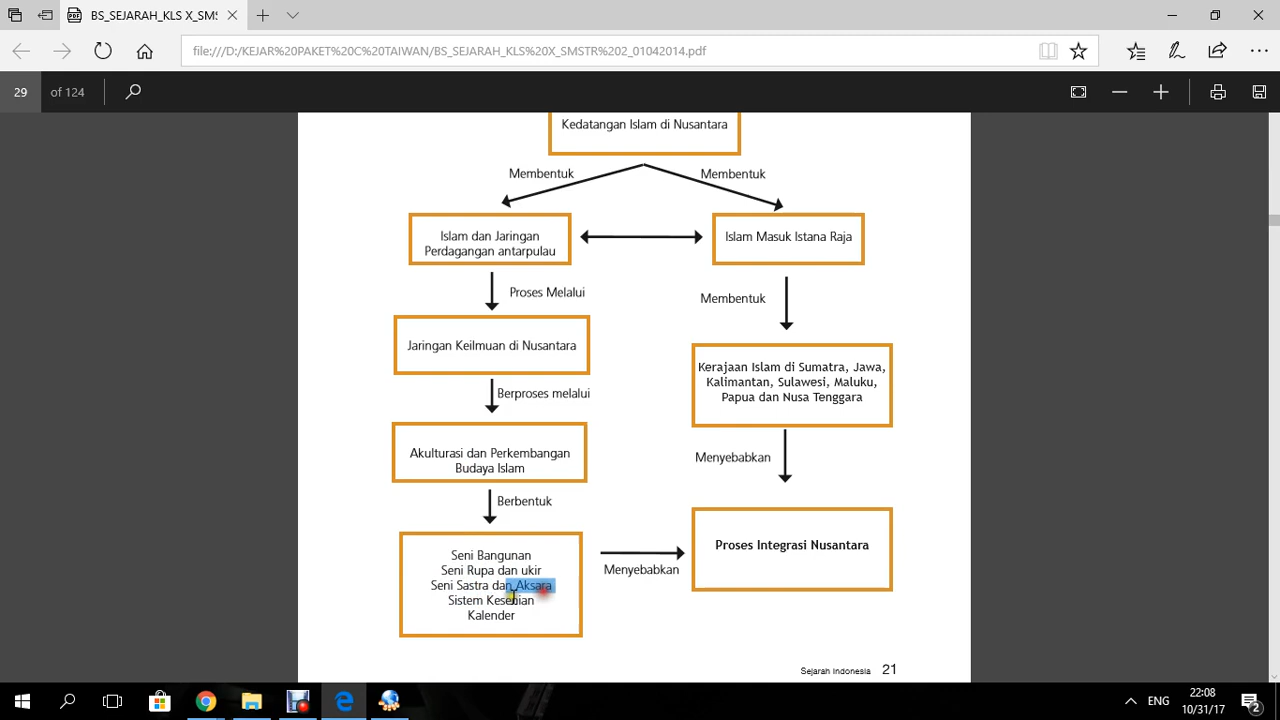 BS_SEJARAH_KLS X_SMS
file:///D:/KEJAR%20PAKET%20C%20TAIWAN/BS_SEJARAH_KLS%20X_SMSTR%202_01042014.pdf
29 of 124
Kedatangan Islam di Nusantara
Membentuk
Membentuk
Islam dan Jaringan
Perdagangan antarpulau
Islam Masuk Istana Raja
Proses Melalui
Membentuk
Jaringan Keilmuan di Nusantara
Kerajaan Islam di Sumatra, Jawa,
Kalimantan, Sulawesi, Maluku,
Papua dan Nusa Tenggara
Berproses melalui
Akulturasi dan Perkembangan
Budaya Islam
Menyebabkan
Berbentuk
Seni Bangunan
Seni Rupa dan ukir
Seni Sastra dan Aksara
Sistem Kesenian
Kalender
Menyebabkan
Proses Integrasi Nusantara
Sejarah Indonesia 21
ENG
22:08
10/31/17
2